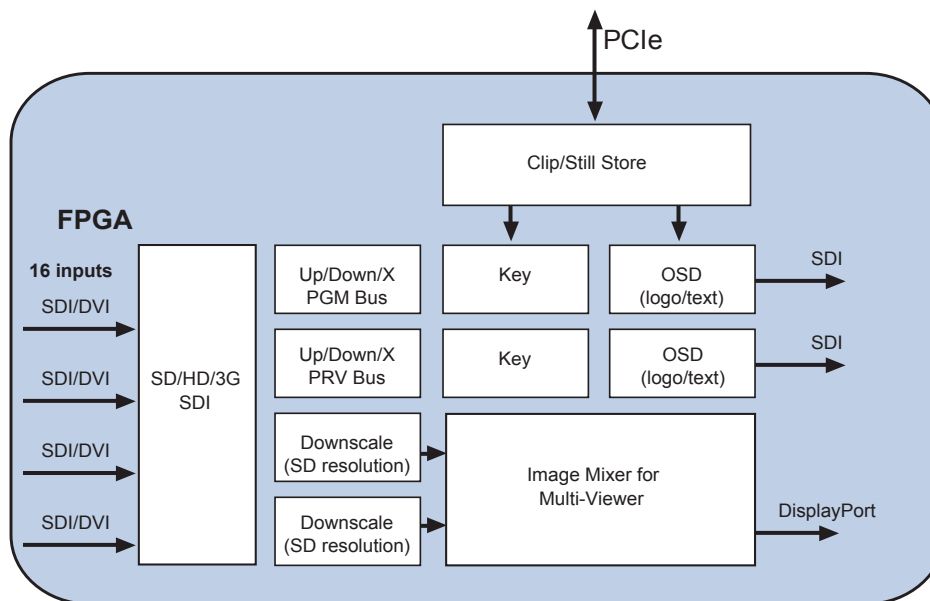 PCIe
Clip/Still Store
FPGA
16 inputs
SDI/DVI
SDI/DVI
SDI/DVI
SDI/DVI
SD/HD/3G
SDI
Up/Down/X
PGM Bus
Key
OSD
(logo/text)
SDI
Up/Down/X
PRV Bus
Key
OSD
(logo/text)
SDI
Downscale
(SD resolution)
Downscale
(SD resolution)
Image Mixer for
Multi-Viewer
DisplayPort